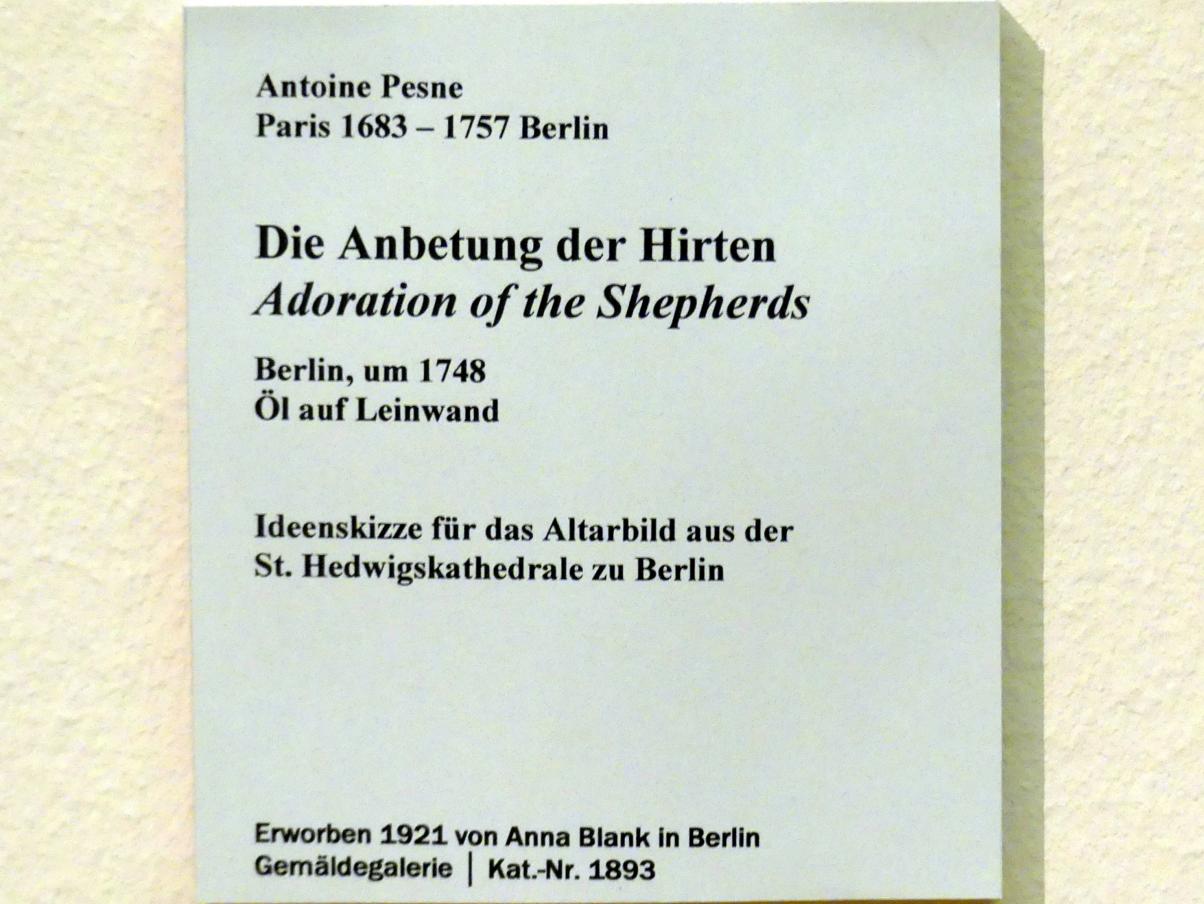 Antoine Pesne
Paris 1683 – 1757 Berlin
Die Anbetung der Hirten
Adoration of the Shepherds
Berlin, um 1748
Öl auf Leinwand
Ideenskizze für das Altarbild aus der
St. Hedwigskathedrale zu Berlin
Erworben 1921 von Anna Blank in Berlin
Gemäldegalerie | Kat.-Nr. 1893